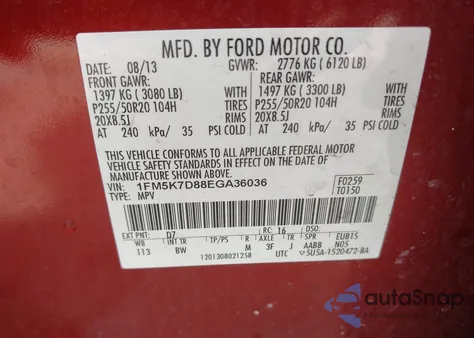 MFD. BY FORD MOTOR CO.
DATE: 08/13 GVWR: 2776 KG ( 6120 LB)
FRONT GAWR: REAR GAWR:
1397 KG ( 3080 LB) 1497 KG ( 3300 LB)
P255/50R20 104H TIRES P255/50R20 104H TIRES
20X8.5J RIMS 20X8.5J RIMS
AT 240 kPa/ 35 PSI COLD AT 240 kPa/ 35 PSI COLD
THIS VEHICLE CONFORMS TO ALL APPLICABLE FEDERAL MOTOR
VEHICLE SAFETY STANDARDS IN EFFECT ON THE DATE OF MANUFACTURE
SHOWN ABOVE.
VIN: 1FM5K7D88EGA36036
TYPE: MPV
F0259
T0150
EXT PNT: D7 RC: 16 DSO:
WB INT TR TP/PS R AXLE TR SPR EUB15
113 BW M 3F J AABB N05
1201308021258 UTC 5U5A-1520472-BA
autoSnap